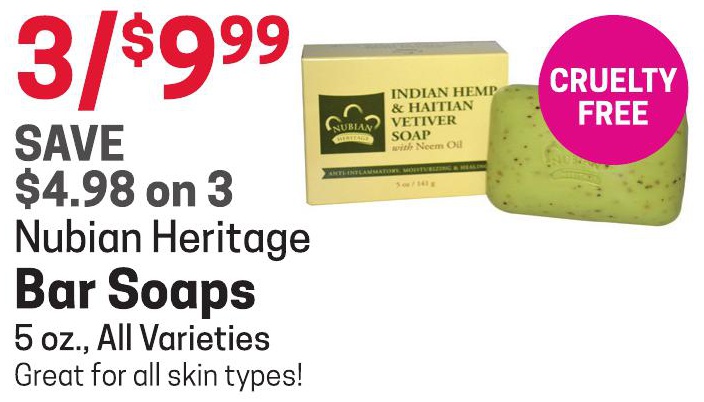 3/$9.99
SAVE
$4.98 on 3
Nubian Heritage
Bar Soaps
5 oz., All Varieties
Great for all skin types!
INDIAN HEMP
& HAITIAN
VETIVER
SOAP
with Neem Oil
NUBIAN
HERITAGE
ANTI-INFLAMMATORY, MOISTURIZING & HEALING
5 oz / 141 g
CRUELTY
FREE
NUBIAN
HERITAGE